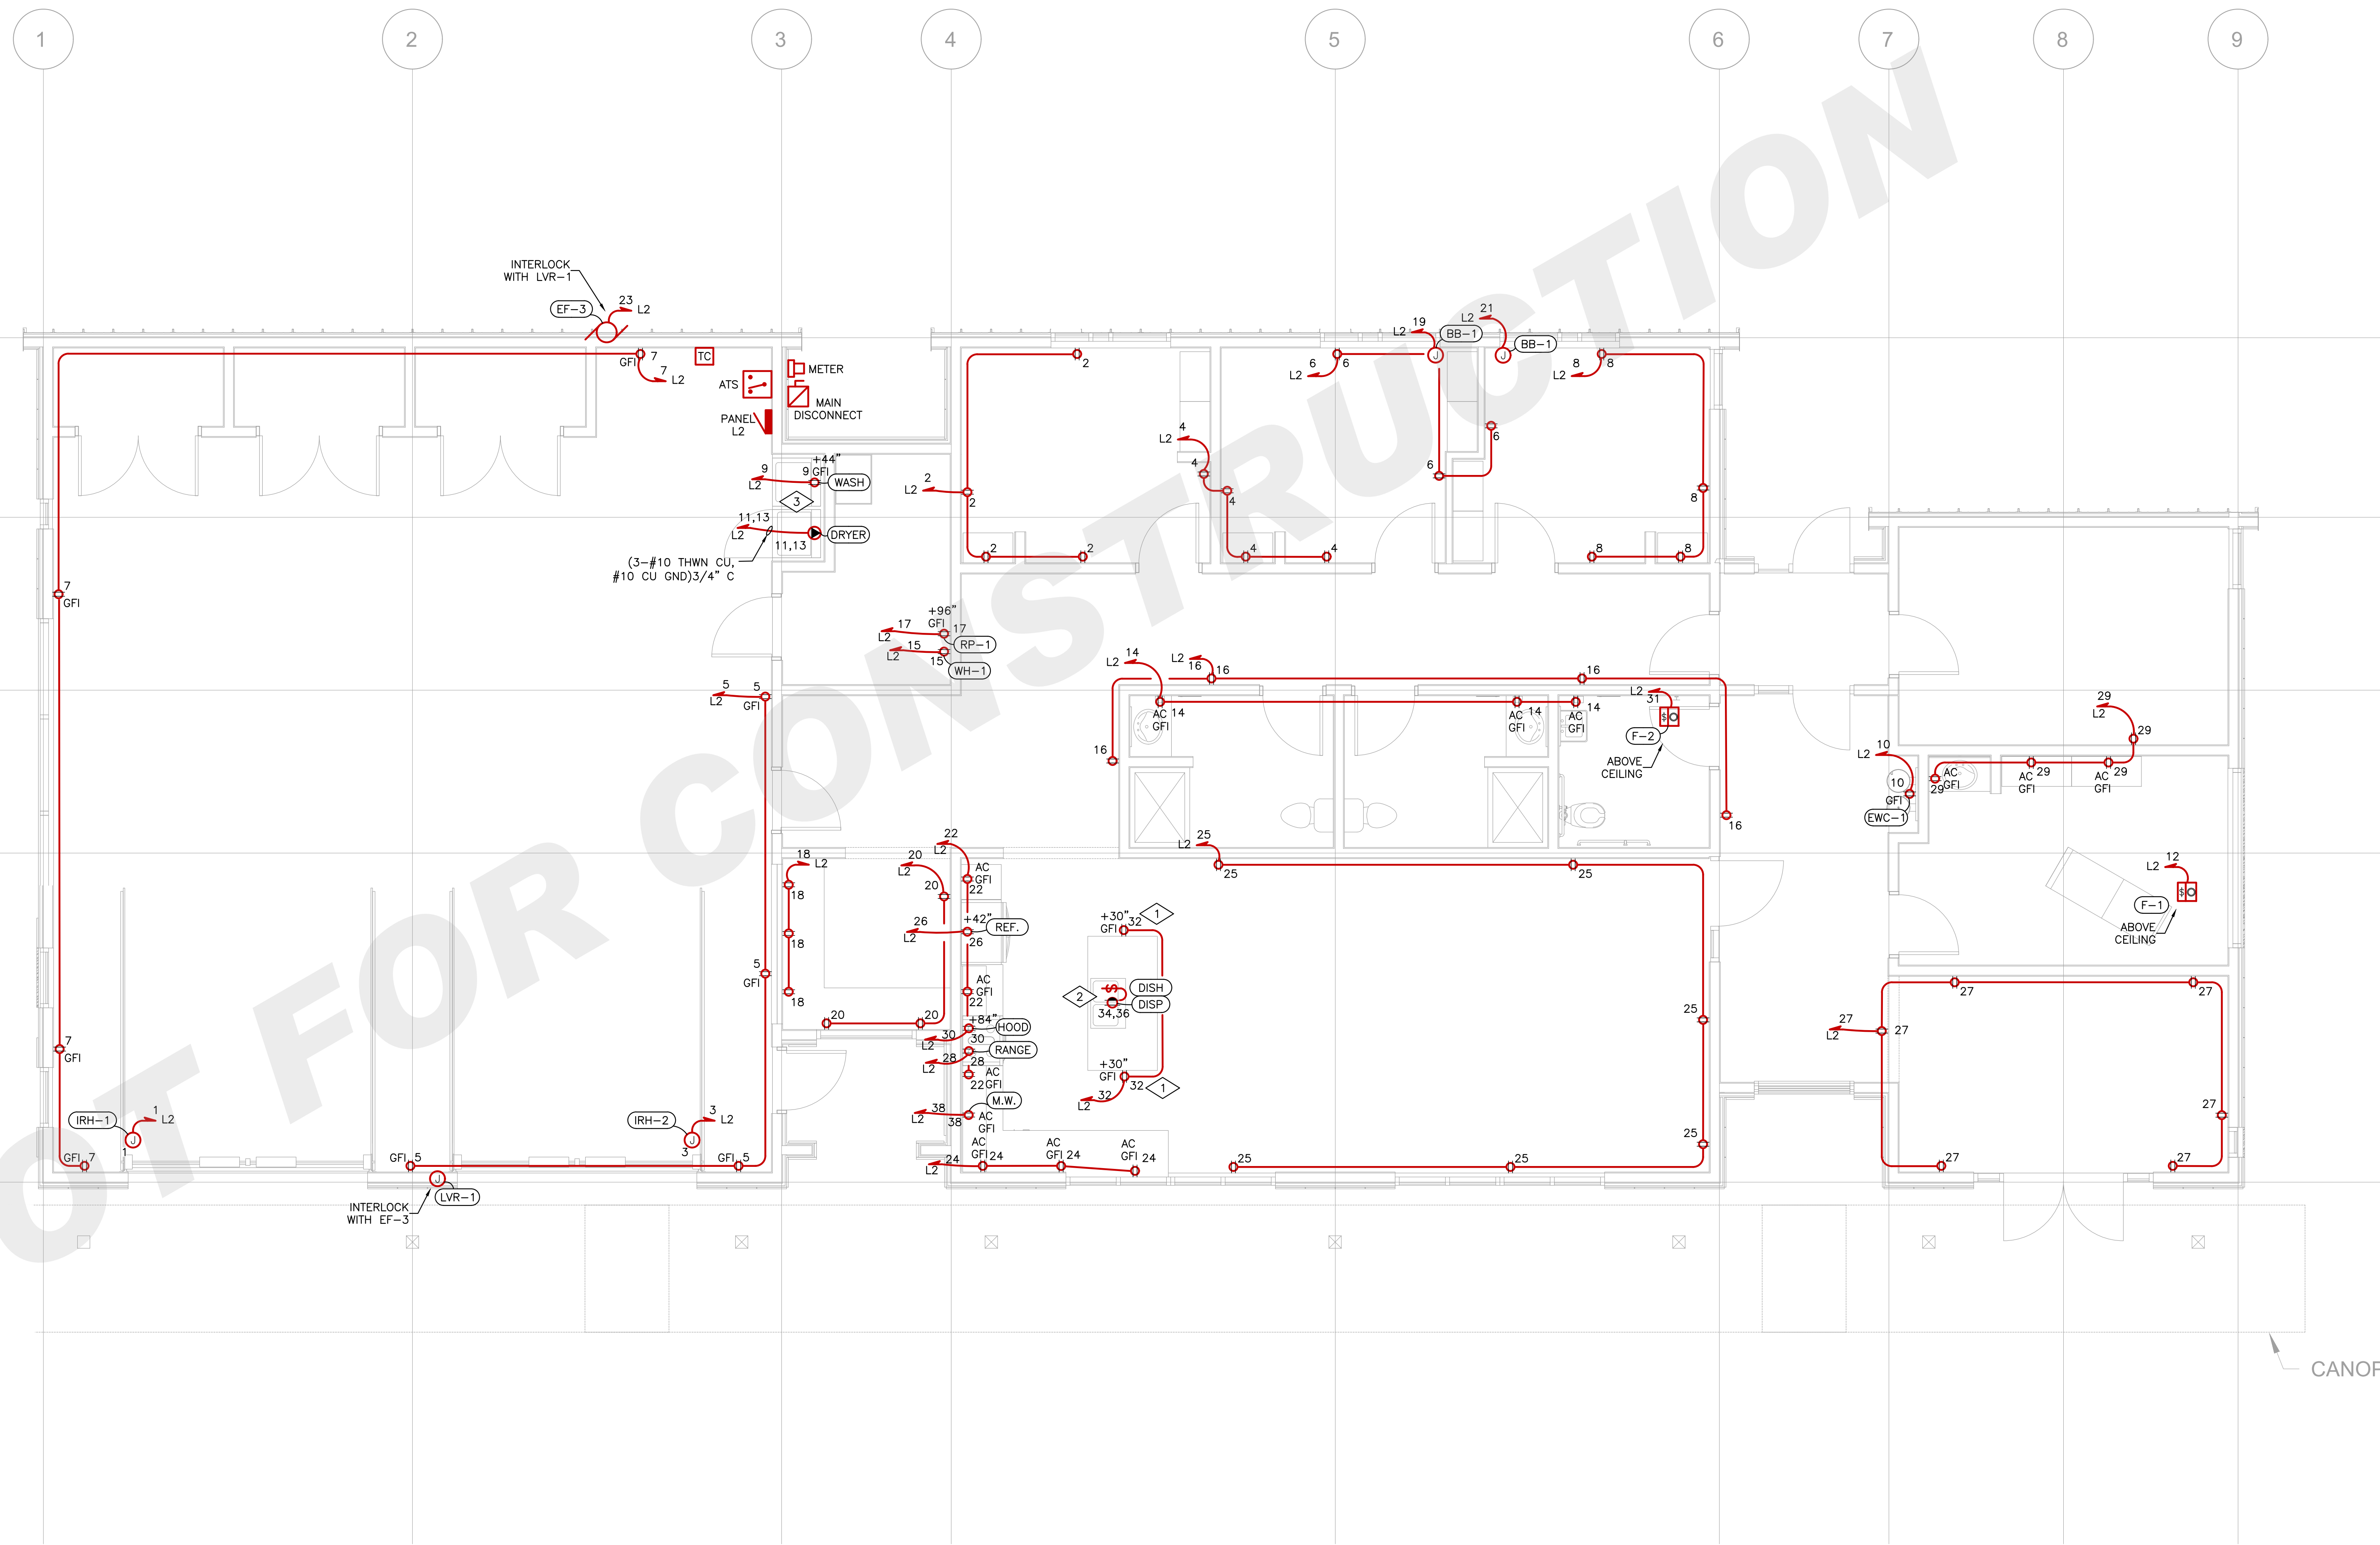 1
2
3
4
5
6
7
8
9
OT FOR CONSTRUCTION
INTERLOCK
WITH LVR-1
EF-3
23
L2
GFI
7
7
L2
TC
ATS
METER
MAIN
DISCONNECT
PANEL
L2
2
6
L2
6
19
L2
BB-1
21
L2
BB-1
8
L2
8
4
L2
4
4
4
4
6
6
8
8
8
9
L2
9
+44"
GFI
WASH
3
11,13
L2
11,13
DRYER
(3-#10 THWN CU,
#10 CU GND)3/4" C
2
L2
2
2
2
7
GFI
+96"
GFI
17
L2
17
RP-1
15
L2
15
WH-1
5
L2
5
GFI
14
L2
L2
16
16
16
16
16
AC
GFI
14
AC
GFI
14
AC
GFI
14
L2
31
F-2
ABOVE
CEILING
29
L2
29
AC
GFI
29
AC
GFI
29
AC
GFI
29
10
L2
10
GFI
EWC-1
18
L2
18
18
18
20
L2
20
20
20
22
L2
AC
GFI
22
26
L2
+42"
REF.
26
AC
GFI
22
+84"
HOOD
30
L2
30
RANGE
28
L2
28
AC
GFI
22
M.W.
38
L2
38
AC
GFI
24
L2
AC
GFI
24
AC
GFI
24
AC
GFI
24
+30"
GFI
32
1
2
DISH
DISP
34,36
+30"
GFI
32
1
32
L2
25
L2
25
25
25
25
25
25
12
L2
F-1
ABOVE
CEILING
27
L2
27
27
27
27
27
27
5
GFI
7
GFI
IRH-1
1
L2
1
GFI
7
IRH-2
3
L2
3
GFI
5
GFI
5
LVR-1
INTERLOCK
WITH EF-3
CANOP